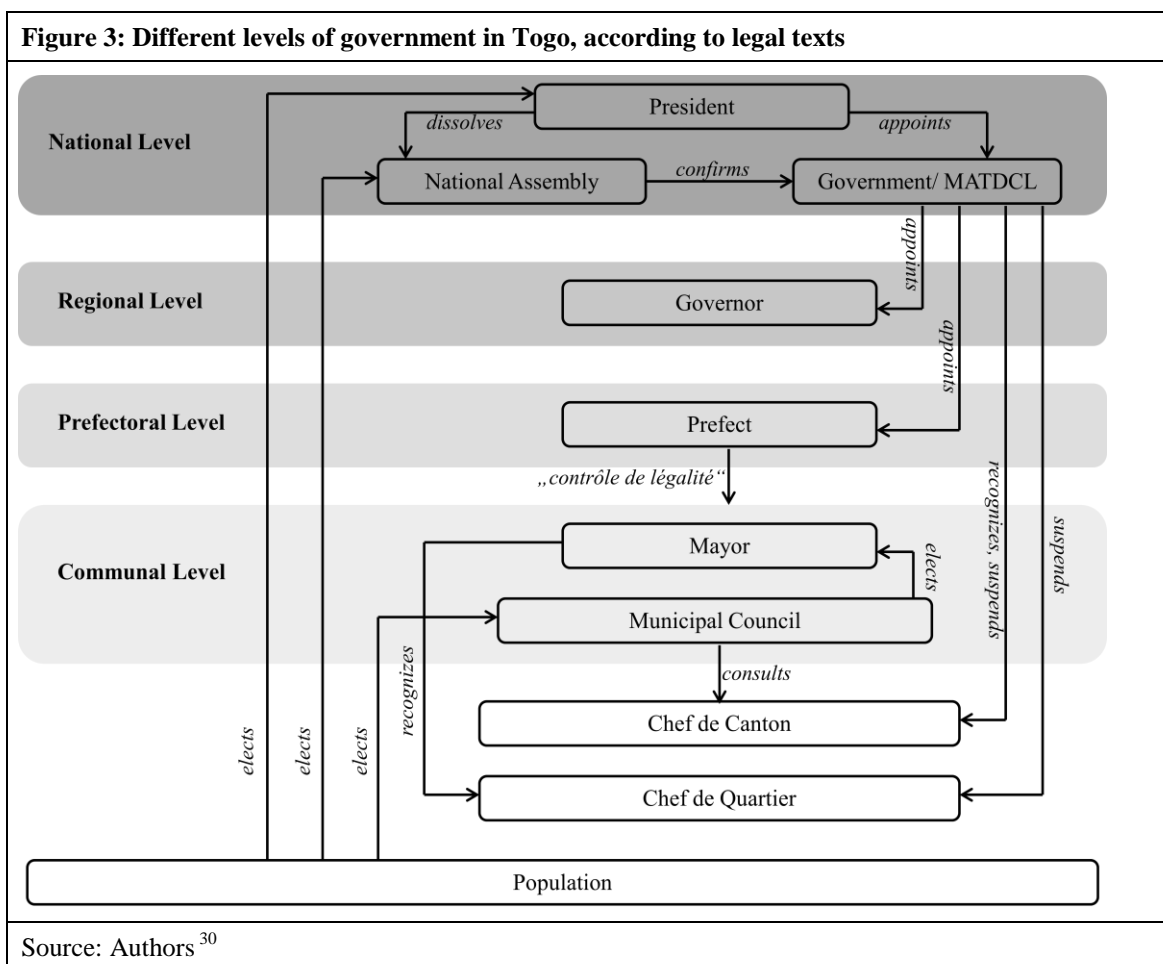 Figure 3: Different levels of government in Togo, according to legal texts
National Level
President
dissolves
appoints
National Assembly
confirms
Government/ MATDCL
appoints
Regional Level
Governor
appoints
Prefectoral Level
Prefect
„contrôle de légalité“
recognizes, suspends
suspends
Communal Level
Mayor
elects
Municipal Council
recognizes
consults
Chef de Canton
elects
elects
elects
Chef de Quartier
Population
Source: Authors 30